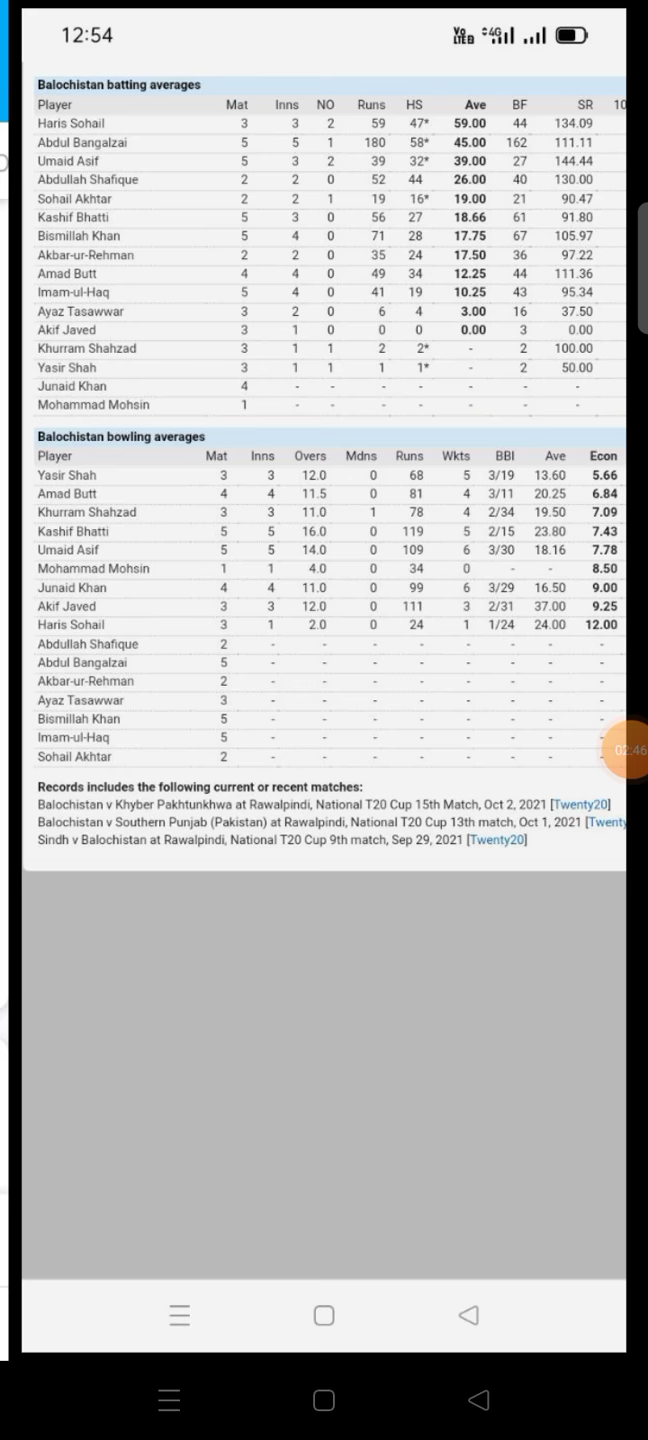 12:54
Vo LTE 4G
Balochistan batting averages
Player Mat Inns NO Runs HS Ave BF SR 10
Haris Sohail 3 3 2 59 47* 59.00 44 134.09
Abdul Bangalzai 5 5 1 180 58* 45.00 162 111.11
Umaid Asif 5 3 2 39 32* 39.00 27 144.44
Abdullah Shafique 2 2 0 52 44 26.00 40 130.00
Sohail Akhtar 2 2 1 19 16* 19.00 21 90.47
Kashif Bhatti 5 3 0 56 27 18.66 61 91.80
Bismillah Khan 5 4 0 71 28 17.75 67 105.97
Akbar-ur-Rehman 2 2 0 35 24 17.50 36 97.22
Amad Butt 4 4 0 49 34 12.25 44 111.36
Imam-ul-Haq 5 4 0 41 19 10.25 43 95.34
Ayaz Tasawwar 3 2 0 6 4 3.00 16 37.50
Akif Javed 3 1 0 0 0 0.00 3 0.00
Khurram Shahzad 3 1 1 2 2* - 2 100.00
Yasir Shah 3 1 1 1 1* - 2 50.00
Junaid Khan 4 - - - - - - -
Mohammad Mohsin 1 - - - - - - -
Balochistan bowling averages
Player Mat Inns Overs Mdns Runs Wkts BBI Ave Econ
Yasir Shah 3 3 12.0 0 68 5 3/19 13.60 5.66
Amad Butt 4 4 11.5 0 81 4 3/11 20.25 6.84
Khurram Shahzad 3 3 11.0 1 78 4 2/34 19.50 7.09
Kashif Bhatti 5 5 16.0 0 119 5 2/15 23.80 7.43
Umaid Asif 5 5 14.0 0 109 6 3/30 18.16 7.78
Mohammad Mohsin 1 1 4.0 0 34 0 - - 8.50
Junaid Khan 4 4 11.0 0 99 6 3/29 16.50 9.00
Akif Javed 3 3 12.0 0 111 3 2/31 37.00 9.25
Haris Sohail 3 1 2.0 0 24 1 1/24 24.00 12.00
Abdullah Shafique 2 - - - - - - - -
Abdul Bangalzai 5 - - - - - - - -
Akbar-ur-Rehman 2 - - - - - - - -
Ayaz Tasawwar 3 - - - - - - - -
Bismillah Khan 5 - - - - - - - -
Imam-ul-Haq 5 - - - - - - - -
Sohail Akhtar 2 - - - - - - - -
02:46
Records includes the following current or recent matches:
Balochistan v Khyber Pakhtunkhwa at Rawalpindi, National T20 Cup 15th Match, Oct 2, 2021 [Twenty20]
Balochistan v Southern Punjab (Pakistan) at Rawalpindi, National T20 Cup 13th match, Oct 1, 2021 [Twenty
Sindh v Balochistan at Rawalpindi, National T20 Cup 9th match, Sep 29, 2021 [Twenty20]